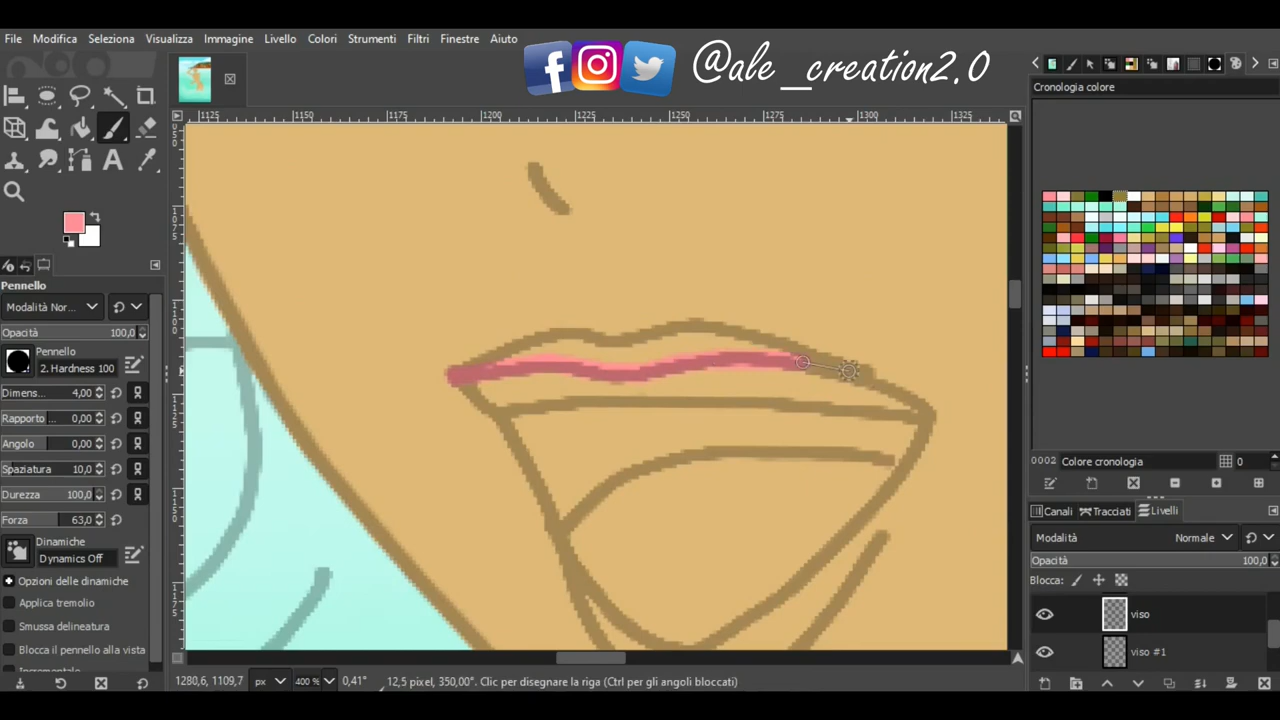 @ale_creation2.0
File Modifica Seleziona Visualizza Immagine Livello Colori Strumenti Filtri Finestre Aiuto
Cronologia colore
1125 1150 1175 1200 1225 1250 1275 1300 1325
Pennello
Modalità Nor...
Opacità 100,0
Pennello
2. Hardness 100
Dimens... 4,00
Rapporto ... 0,00
Angolo 0,00
Spaziatura 10,0
Durezza 100,0
Forza 63,0
Dinamiche
Dynamics Off
Opzioni delle dinamiche
Applica tremolio
Smussa delineatura
Blocca il pennello alla vista
Incrementale
0002 Colore cronologia 0
Canali Tracciati Livelli
Modalità Normale
Opacità 100,0
Blocca:
viso
viso #1
1280,6, 1109,7 px 400 % 0,41° 12,5 pixel, 350,00°. Clic per disegnare la riga (Ctrl per gli angoli bloccati)